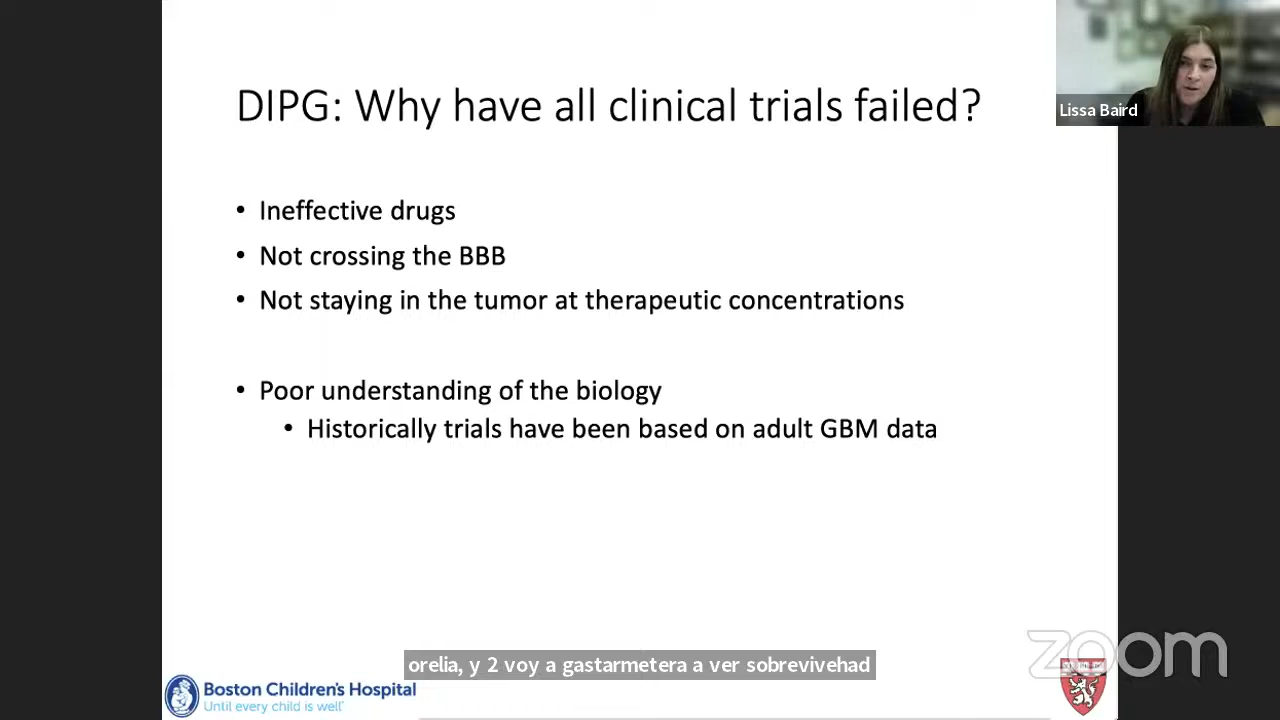 DIPG: Why have all clinical trials failed?
Lissa Baird
• Ineffective drugs
• Not crossing the BBB
• Not staying in the tumor at therapeutic concentrations
• Poor understanding of the biology
• Historically trials have been based on adult GBM data
orelia, y 2 voy a gastarmetera a ver sobrevivehad
zoom
Boston Children's Hospital
Until every child is well